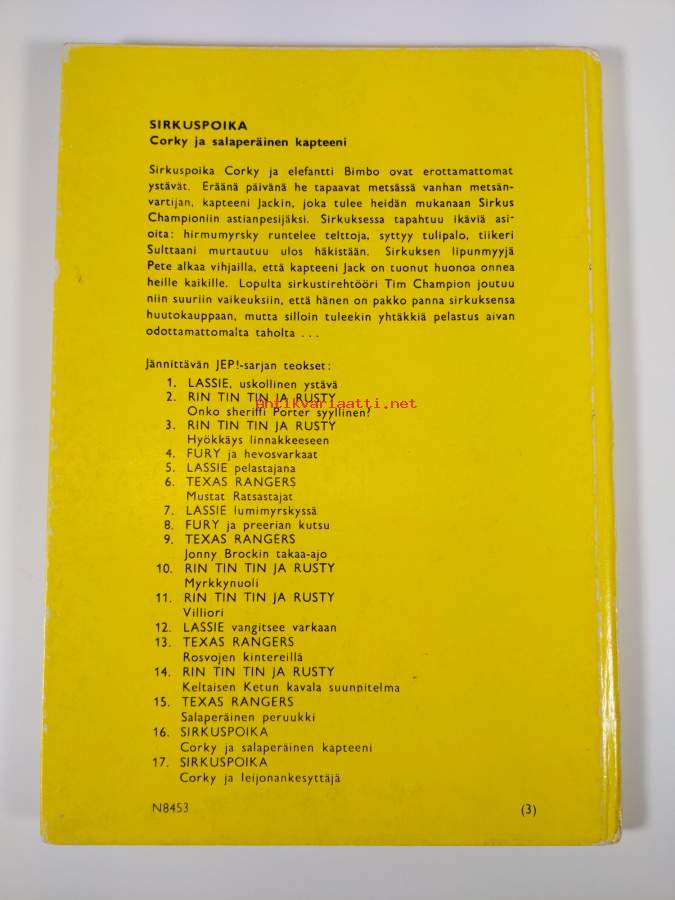 SIRKUSPOIKA
Corky ja salaperäinen kapteeni
Sirkuspoika Corky ja elefantti Bimbo ovat erottamattomat
ystävät. Eräänä päivänä he tapaavat metsässä vanhan metsän-
vartijan, kapteeni Jackin, joka tulee heidän mukanaan Sirkus
Championiin astianpesijäksi. Sirkuksessa tapahtuu ikäviä asi-
oita: hirmumyrsky runtelee telttoja, syttyy tulipalo, tiikeri
Sulttaani murtautuu ulos häkistään. Sirkuksen lipunmyyjä
Pete alkaa vihjailla, että kapteeni Jack on tuonut huonoa onnea
heille kaikille. Lopulta sirkustirehtööri Tim Champion joutuu
niin suuriin vaikeuksiin, että hänen on pakko panna sirkuksensa
huutokauppaan, mutta silloin tuleekin yhtäkkiä pelastus aivan
odottamattomalta taholta ...
Jännittävän JEP!-sarjan teokset:
1. LASSIE, uskollinen ystävä
2. RIN TIN TIN JA RUSTY
antikvariaatti.net
Onko sheriffi Porter syyllinen?
3. RIN TIN TIN JA RUSTY
Hyökkäys linnakkeeseen
4. FURY ja hevosvarkaat
5. LASSIE pelastajana
6. TEXAS RANGERS
Mustat Ratsastajat
7. LASSIE lumimyrskyssä
8. FURY ja preerian kutsu
9. TEXAS RANGERS
Jonny Brockin takaa-ajo
10. RIN TIN TIN JA RUSTY
Myrkkynuoli
11. RIN TIN TIN JA RUSTY
Villiori
12. LASSIE vangitsee varkaan
13. TEXAS RANGERS
Rosvojen kintereillä
14. RIN TIN TIN JA RUSTY
Keltaisen Ketun kavala suunnitelma
15. TEXAS RANGERS
Salaperäinen peruukki
16. SIRKUSPOIKA
Corky ja salaperäinen kapteeni
17. SIRKUSPOIKA
Corky ja leijonankesyttäjä
N8453
(3)